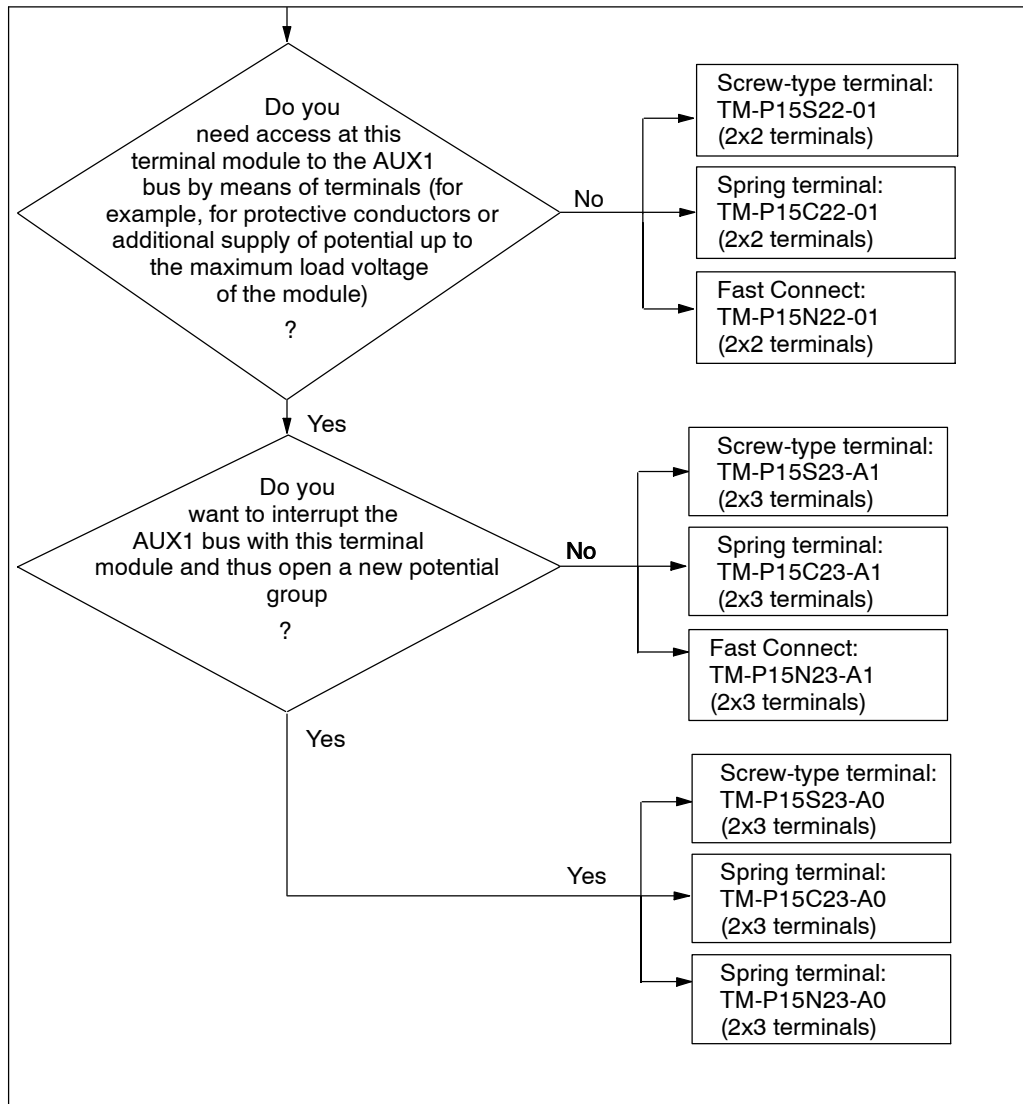 Do you
need access at this
terminal module to the AUX1
bus by means of terminals (for
example, for protective conductors or
additional supply of potential up to
the maximum load voltage
of the module)
?
No
Screw-type terminal:
TM-P15S22-01
(2x2 terminals)
Spring terminal:
TM-P15C22-01
(2x2 terminals)
Fast Connect:
TM-P15N22-01
(2x2 terminals)
Yes
Do you
want to interrupt the
AUX1 bus with this terminal
module and thus open a new potential
group
?
No
Screw-type terminal:
TM-P15S23-A1
(2x3 terminals)
Spring terminal:
TM-P15C23-A1
(2x3 terminals)
Fast Connect:
TM-P15N23-A1
(2x3 terminals)
Yes
Yes
Screw-type terminal:
TM-P15S23-A0
(2x3 terminals)
Spring terminal:
TM-P15C23-A0
(2x3 terminals)
Spring terminal:
TM-P15N23-A0
(2x3 terminals)